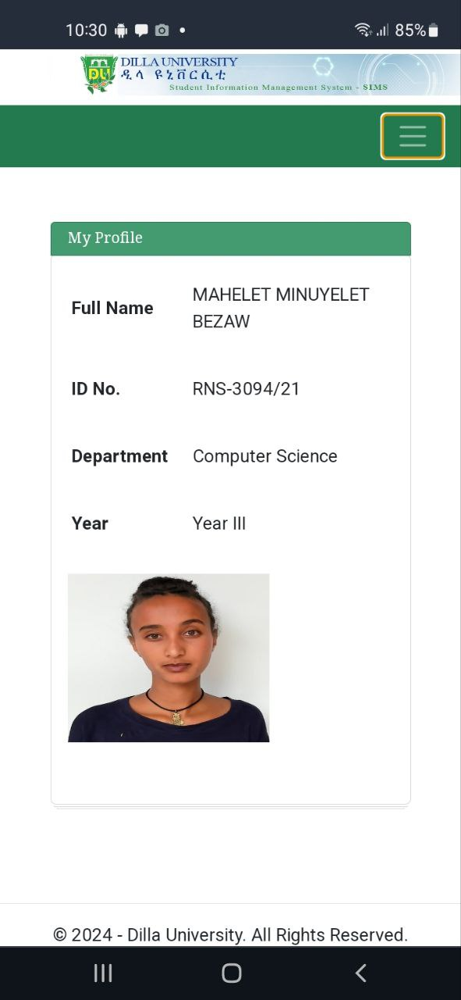 10:30
85%
DILLA UNIVERSITY
ዲላ ዩኒቨርሲቲ
Student Information Management System - SIMS
My Profile
Full Name MAHELET MINUYELET
BEZAW
ID No. RNS-3094/21
Department Computer Science
Year Year III
© 2024 - Dilla University. All Rights Reserved.